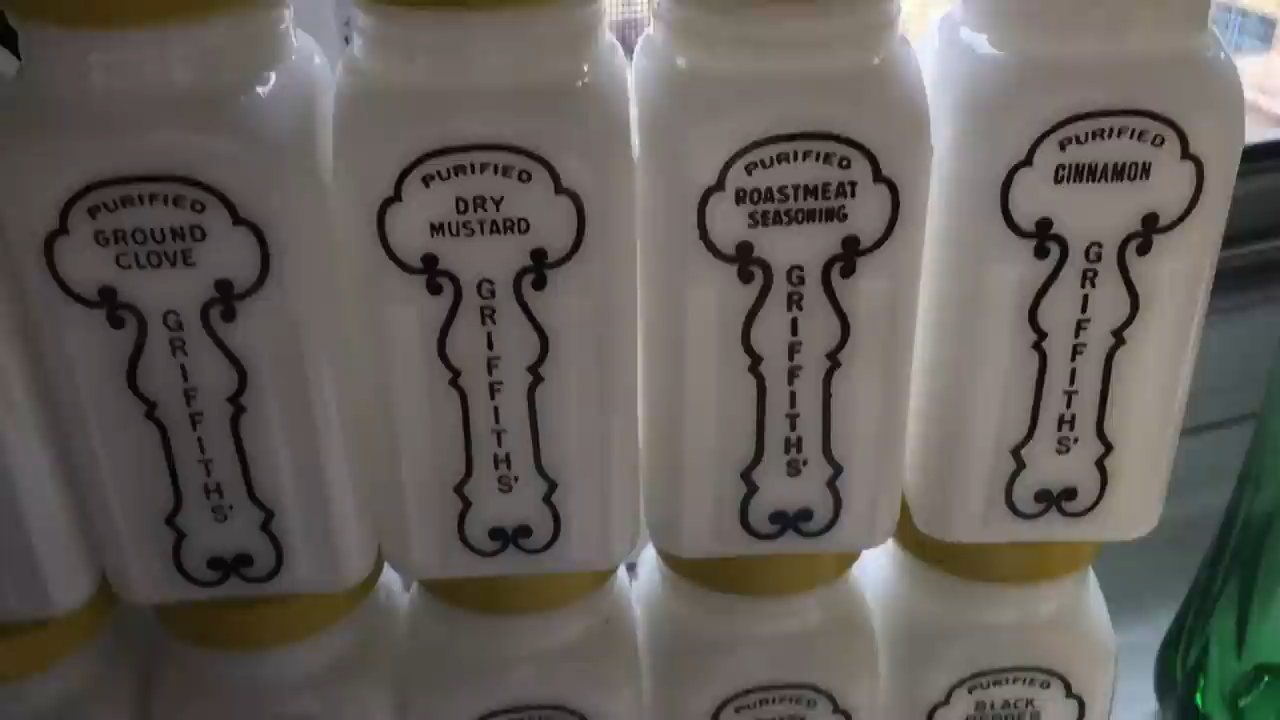 PURIFIED
GROUND
CLOVE
GRIFFITHS'
PURIFIED
DRY
MUSTARD
GRIFFITHS'
PURIFIED
ROASTMEAT
SEASONING
GRIFFITHS'
PURIFIED
CINNAMON
GRIFFITHS'
PURIFIED
PURIFIED
BLACK
PEPPER